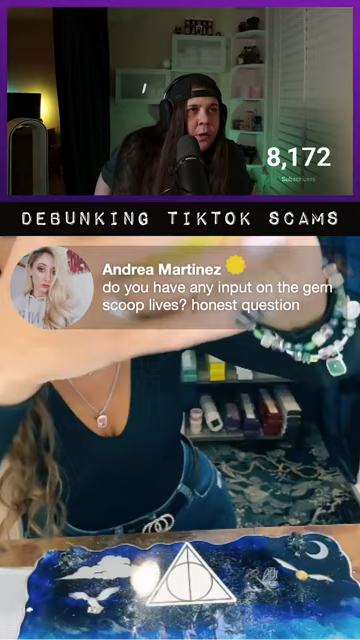 8,172
Subscribers
DEBUNKING TIKTOK SCAMS
Andrea Martinez
do you have any input on the gem
scoop lives? honest question